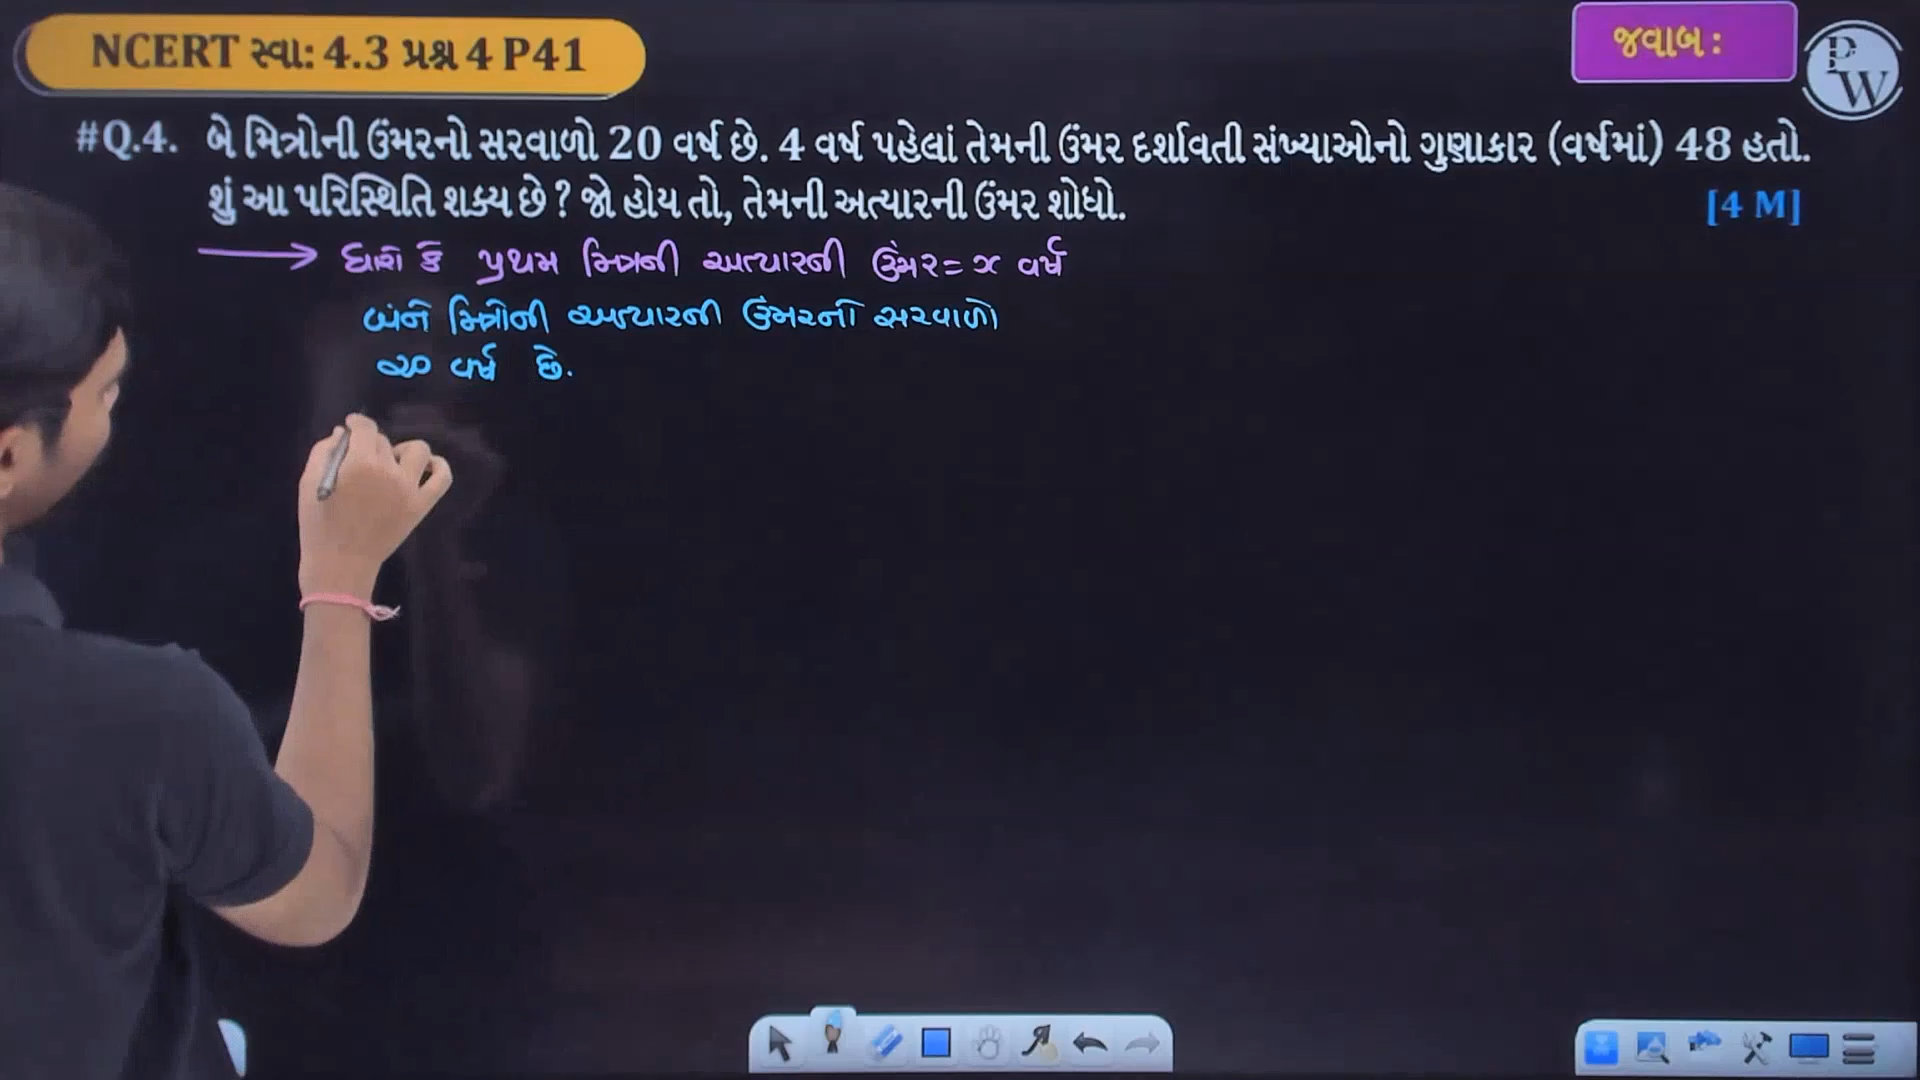 NCERT સ્વા: 4.3 પ્રશ્ન 4 P41
જવાબ :
PW
#Q.4. બે મિત્રોની ઉંમરનો સરવાળો 20 વર્ષ છે. 4 વર્ષ પહેલાં તેમની ઉંમર દર્શાવતી સંખ્યાઓનો ગુણાકાર (વર્ષમાં) 48 હતો.
શું આ પરિસ્થિતિ શક્ય છે ? જો હોય તો, તેમની અત્યારની ઉંમર શોધો. [4 M]
ધારો કે પ્રથમ મિત્રની અત્યારની ઉંમર = x વર્ષ
બંને મિત્રોની અત્યારની ઉંમરનો સરવાળો
૨૦ વર્ષ છે.